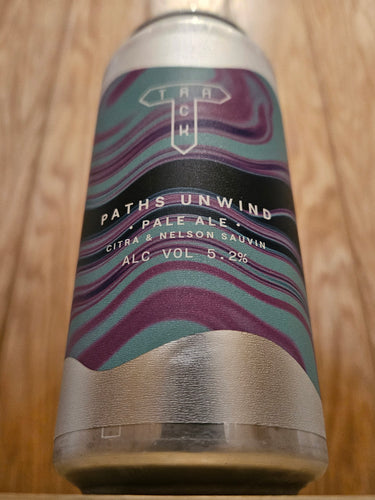 TRACK
PATHS UNWIND
• PALE ALE •
CITRA & NELSON SAUVIN
ALC VOL 5.2%